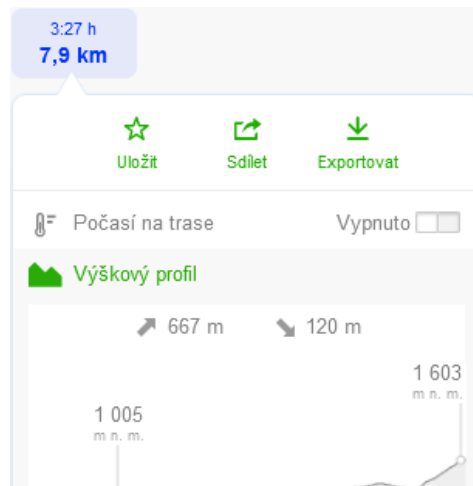 3:27 h
7,9 km
Uložit Sdílet Exportovat
Počasí na trase Vypnuto
Výškový profil
667 m 120 m
1 603
m n. m.
1 005
m n. m.